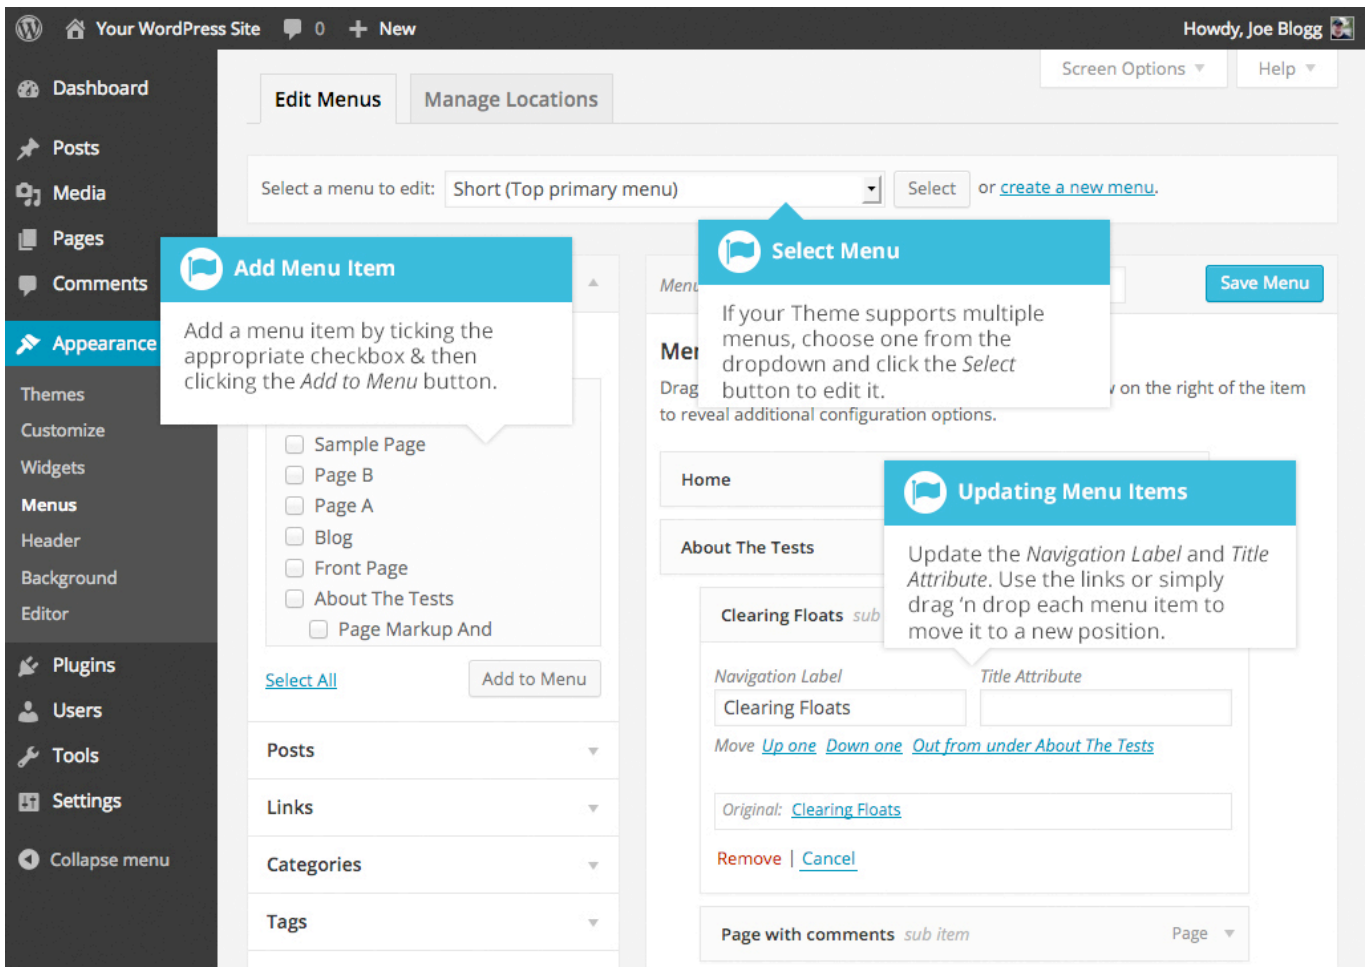 Your WordPress Site 0 + New Howdy, Joe Blogg
Screen Options Help
Dashboard
Posts
Media
Pages
Comments
Appearance
Themes
Customize
Widgets
Menus
Header
Background
Editor
Plugins
Users
Tools
Settings
Collapse menu
Edit Menus Manage Locations
Select a menu to edit: Short (Top primary menu) Select or create a new menu.
Add Menu Item
Add a menu item by ticking the
appropriate checkbox & then
clicking the Add to Menu button.
Sample Page
Page B
Page A
Blog
Front Page
About The Tests
Page Markup And
Select All Add to Menu
Posts
Links
Categories
Tags
Select Menu
If your Theme supports multiple
menus, choose one from the
dropdown and click the Select
button to edit it.
Save Menu
on the right of the item
to reveal additional configuration options.
Home
About The Tests
Updating Menu Items
Update the Navigation Label and Title
Attribute. Use the links or simply
drag ‘n drop each menu item to
move it to a new position.
Clearing Floats sub
Navigation Label Title Attribute
Clearing Floats
Move Up one Down one Out from under About The Tests
Original: Clearing Floats
Remove | Cancel
Page with comments sub item Page